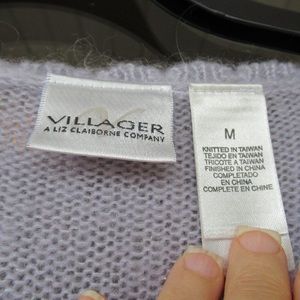 VILLAGER
A LIZ CLAIBORNE COMPANY
M
KNITTED IN TAIWAN
TEJIDO EN TAIWAN
TRICOTE A TAIWAN
FINISHED IN CHINA
COMPLETADO
EN CHINA
COMPLETE EN CHINE